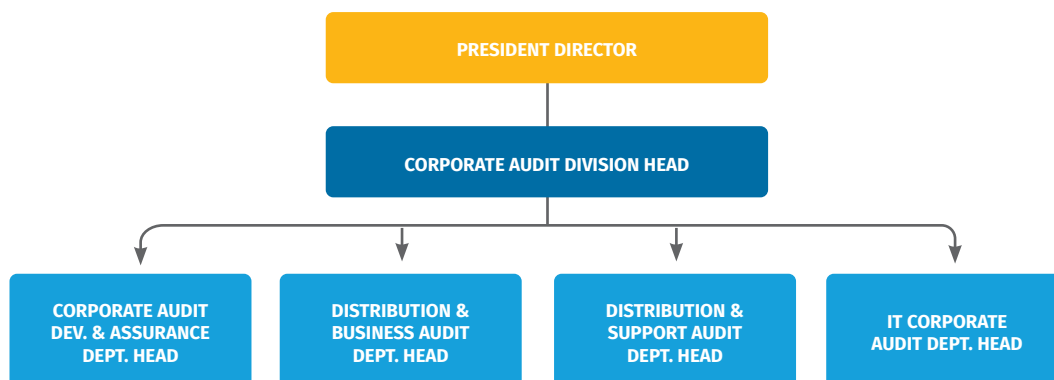 PRESIDENT DIRECTOR
CORPORATE AUDIT DIVISION HEAD
CORPORATE AUDIT
DEV. & ASSURANCE
DEPT. HEAD
DISTRIBUTION &
BUSINESS AUDIT
DEPT. HEAD
DISTRIBUTION &
SUPPORT AUDIT
DEPT. HEAD
IT CORPORATE
AUDIT DEPT. HEAD